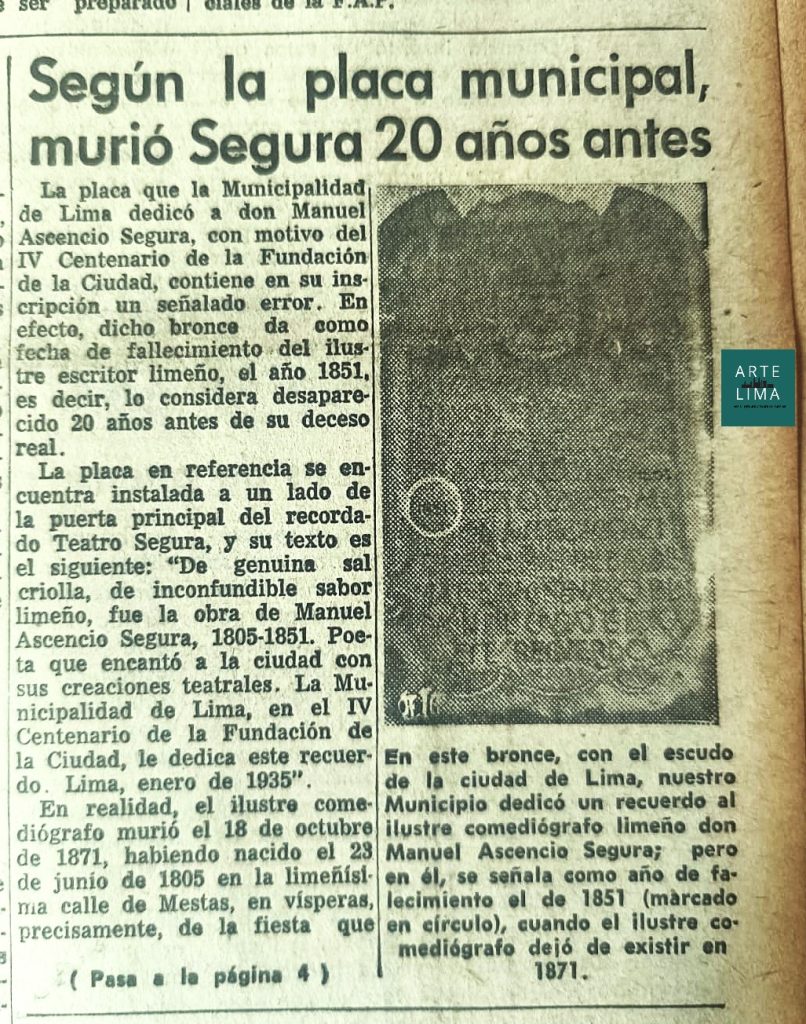 ser preparado
ciales de la F.A.P.
Según la placa municipal,
murió Segura 20 años antes
La placa que la Municipalidad
de Lima dedicó a don Manuel
Ascencio Segura, con motivo del
IV Centenario de la Fundación
de la Ciudad, contiene en su ins-
cripción un señalado error. En
efecto, dicho bronce da como
fecha de fallecimiento del ilus-
tre escritor limeño, el año 1851,
es decir, lo considera desapare-
cido 20 años antes de su deceso
real.
La placa en referencia se en-
cuentra instalada a un lado de
la puerta principal del recorda-
do Teatro Segura, y su texto es
el siguiente: "De genuina sal
criolla, de inconfundible sabor
limeño, fue la obra de Manuel
Ascencio Segura, 1805-1851. Poe-
ta que encantó a la ciudad con
sus creaciones teatrales. La Mu-
nicipalidad de Lima, en el IV
Centenario de la Fundación de
la Ciudad, le dedica este recuer-
do. Lima, enero de 1935".
En realidad, el ilustre come-
diógrafo murió el 18 de octubre
de 1871, habiendo nacido el 23
de junio de 1805 en la limeñísi-
ma calle de Mestas, en vísperas,
precisamente, de la fiesta que
( Pasa a la página 4 )
1851
En este bronce, con el escudo
de la ciudad de Lima, nuestro
Municipio dedicó un recuerdo al
ilustre comediógrafo limeño don
Manuel Ascencio Segura; pero
en él, se señala como año de fa-
llecimiento el de 1851 (marcado
en círculo), cuando el ilustre co-
mediógrafo dejó de existir en
1871.
ARTE
LIMA